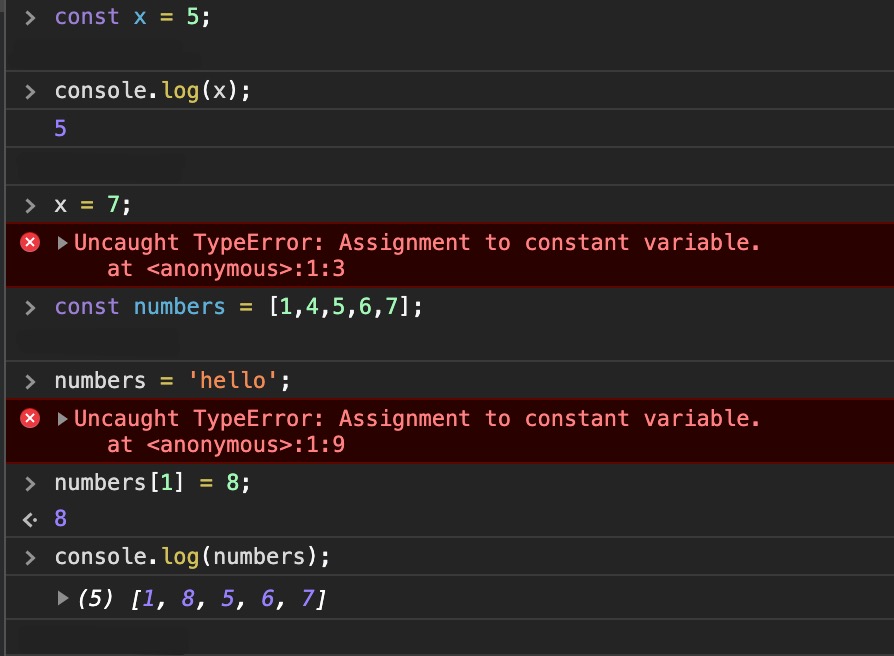 > const x = 5;
> console.log(x);
5
> x = 7;
Uncaught TypeError: Assignment to constant variable.
at <anonymous>:1:3
> const numbers = [1,4,5,6,7];
> numbers = 'hello';
Uncaught TypeError: Assignment to constant variable.
at <anonymous>:1:9
> numbers[1] = 8;
8
> console.log(numbers);
(5) [1, 8, 5, 6, 7]